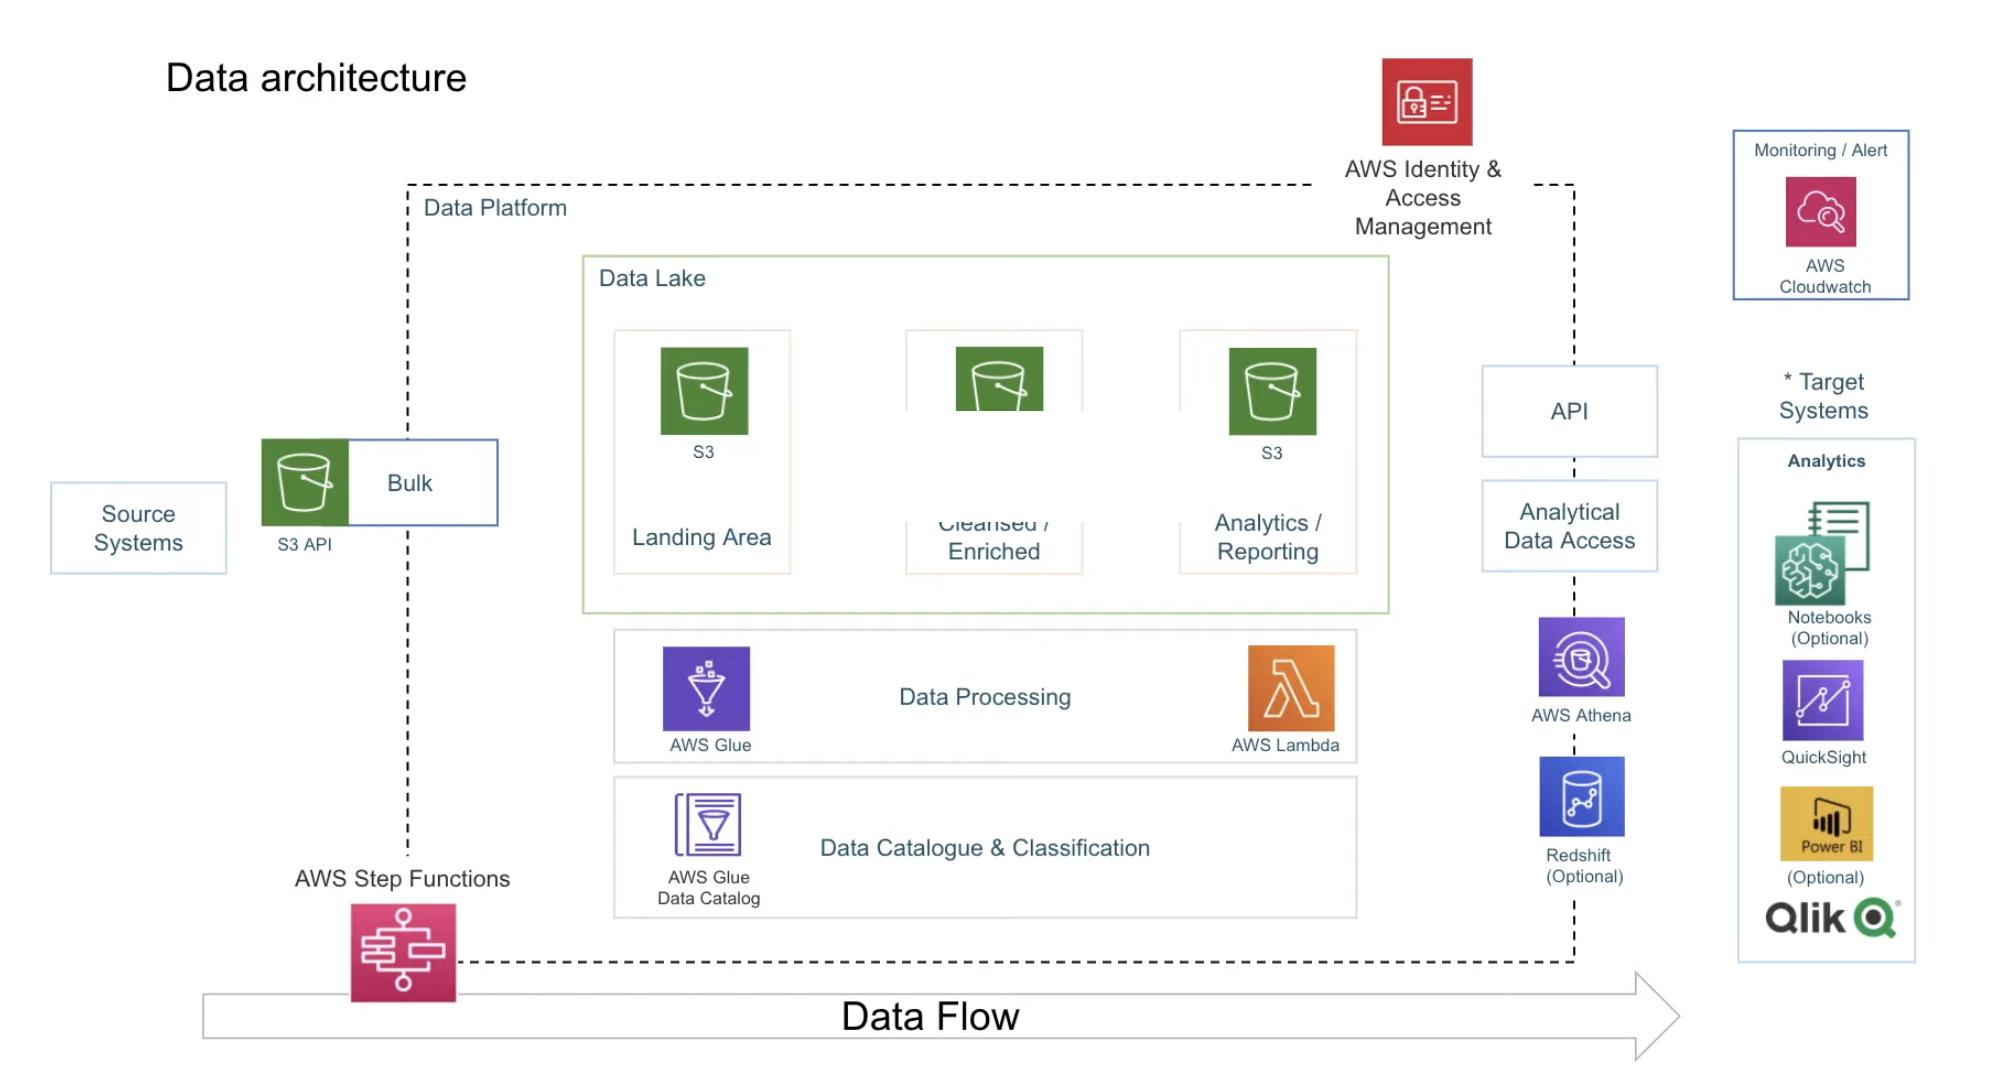 Data architecture
AWS Identity &
Access
Management
Monitoring / Alert
AWS
Cloudwatch
Data Platform
Data Lake
S3
S3
Landing Area
Cleansed /
Enriched
Analytics /
Reporting
Source
Systems
S3 API
Bulk
API
Analytical
Data Access
* Target
Systems
Analytics
Notebooks
(Optional)
QuickSight
Power BI
(Optional)
Qlik
AWS Glue
Data Processing
AWS Lambda
AWS Athena
Redshift
(Optional)
AWS Glue
Data Catalog
Data Catalogue & Classification
AWS Step Functions
Data Flow